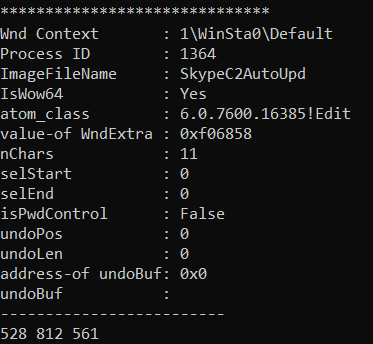 ******************************
Wnd Context       : 1\WinSta0\Default
Process ID        : 1364
ImageFileName     : SkypeC2AutoUpd
IsWow64           : Yes
atom_class        : 6.0.7600.16385!Edit
value-of WndExtra : 0xf06858
nChars            : 11
selStart          : 0
selEnd            : 0
isPwdControl      : False
undoPos           : 0
undoLen           : 0
address-of undoBuf: 0x0
undoBuf           :
-------------------------
528 812 561